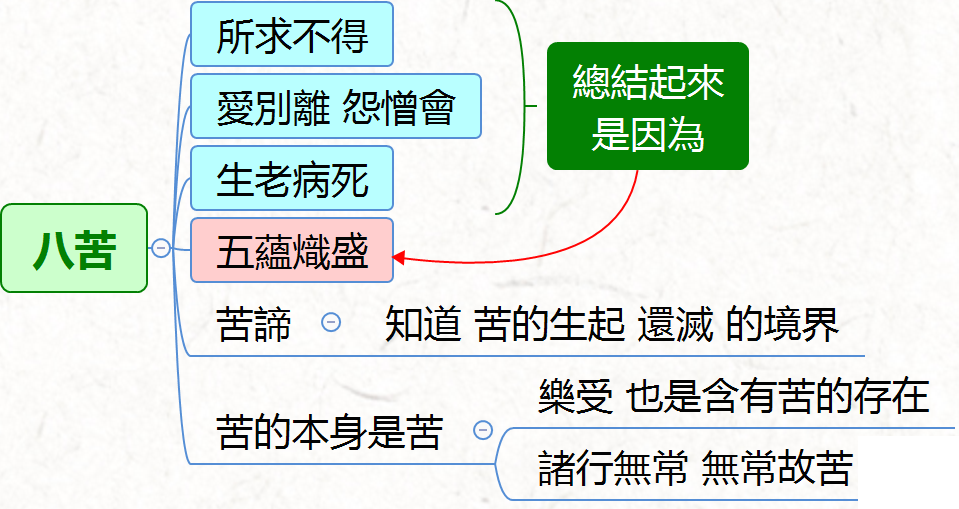 八苦
所求不得
愛別離 怨憎會
生老病死
總結起來
是因為
五蘊熾盛
苦諦
知道 苦的生起 還滅 的境界
苦的本身是苦
樂受 也是含有苦的存在
諸行無常 無常故苦